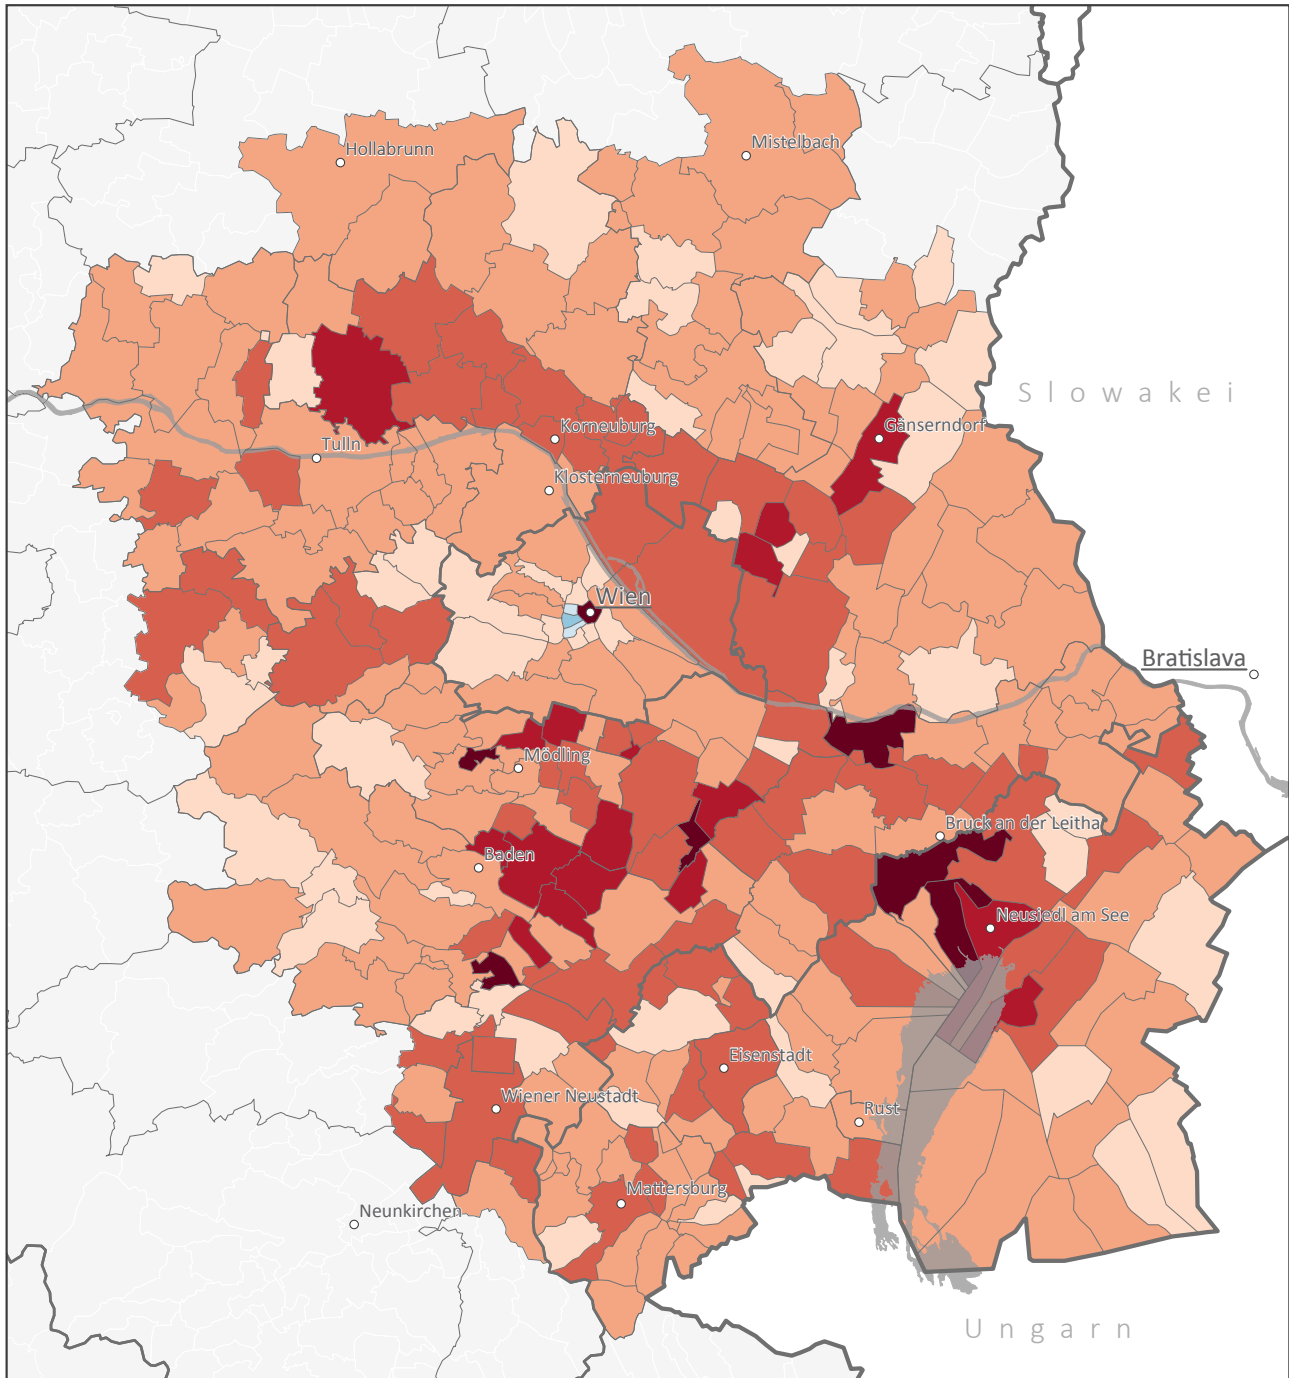 Mistelbach
Hollabrunn
Slowakei
Gänserndorf
Korneuburg
Tulln
Klosterneuburg
Wien
Bratislava
Mödling
Bruck an der Leitha
Baden
Neusiedl am See
Eisenstadt
Wiener Neustadt
Rust
Mattersburg
Neunkirchen
Ungarn